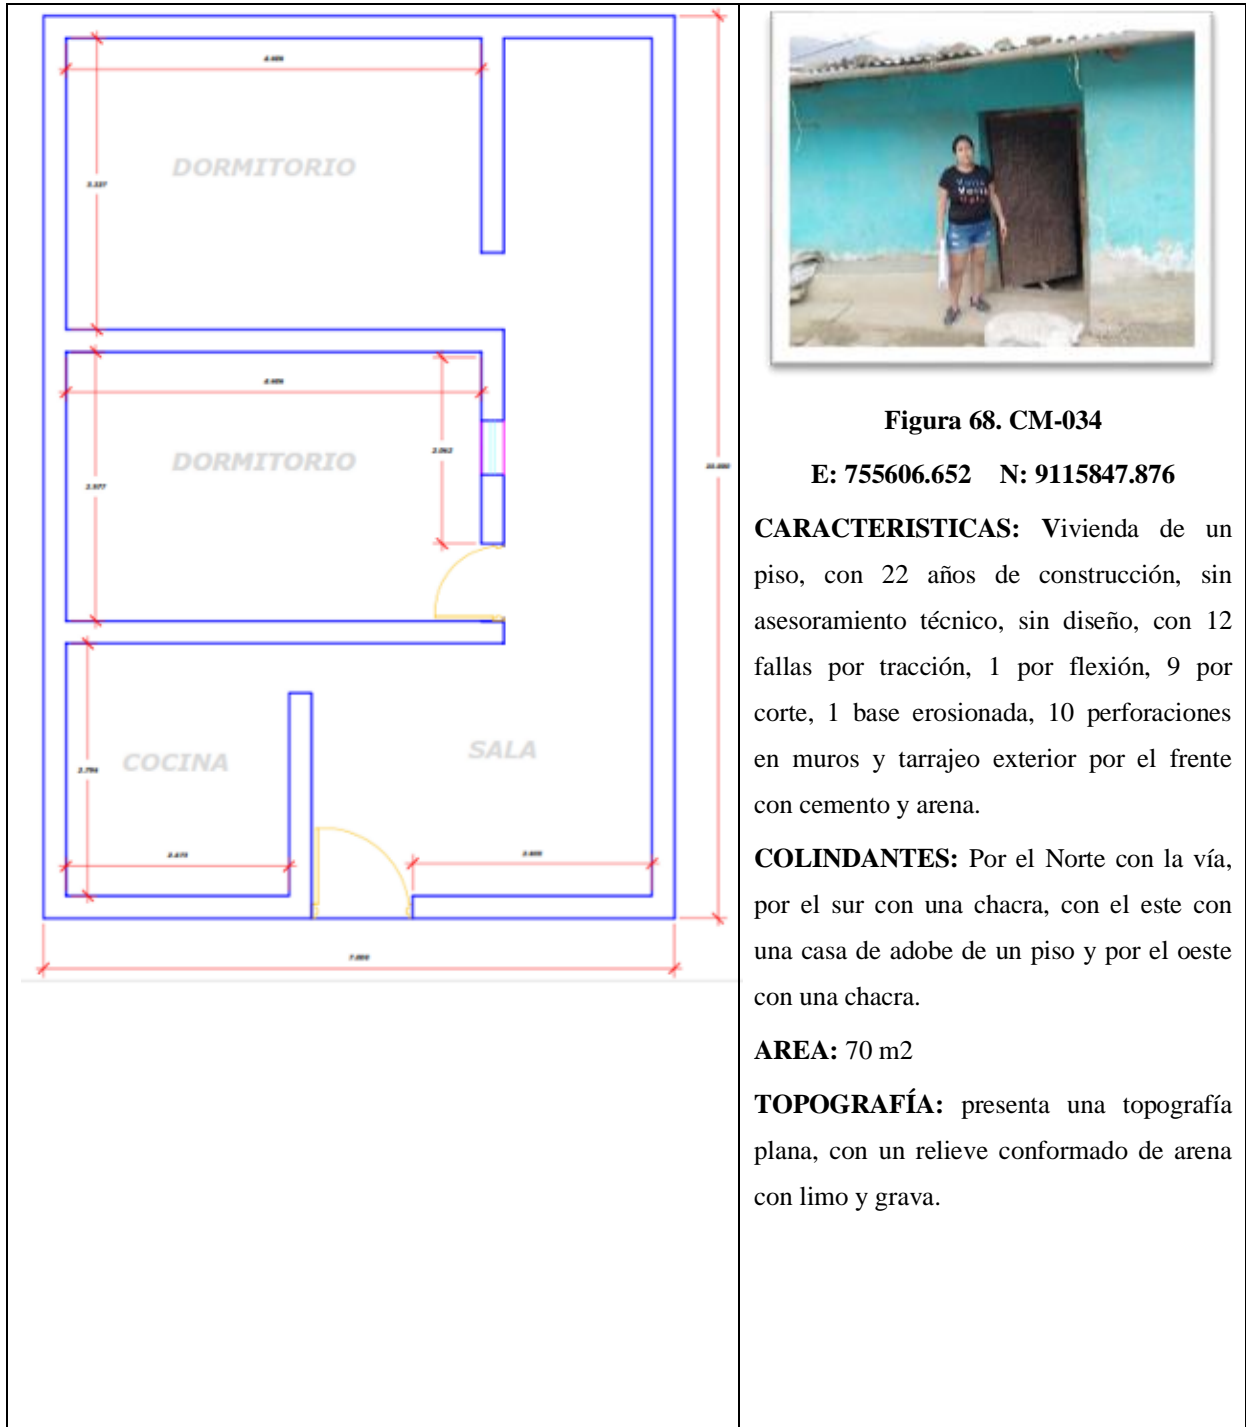 DORMITORIO
DORMITORIO
COCINA
SALA
Figura 68. CM-034
E: 755606.652 N: 9115847.876
CARACTERISTICAS: Vivienda de un
piso, con 22 años de construcción, sin
asesoramiento técnico, sin diseño, con 12
fallas por tracción, 1 por flexión, 9 por
corte, 1 base erosionada, 10 perforaciones
en muros y tarrajeo exterior por el frente
con cemento y arena.
COLINDANTES: Por el Norte con la vía,
por el sur con una chacra, con el este con
una casa de adobe de un piso y por el oeste
con una chacra.
AREA: 70 m2
TOPOGRAFÍA: presenta una topografía
plana, con un relieve conformado de arena
con limo y grava.